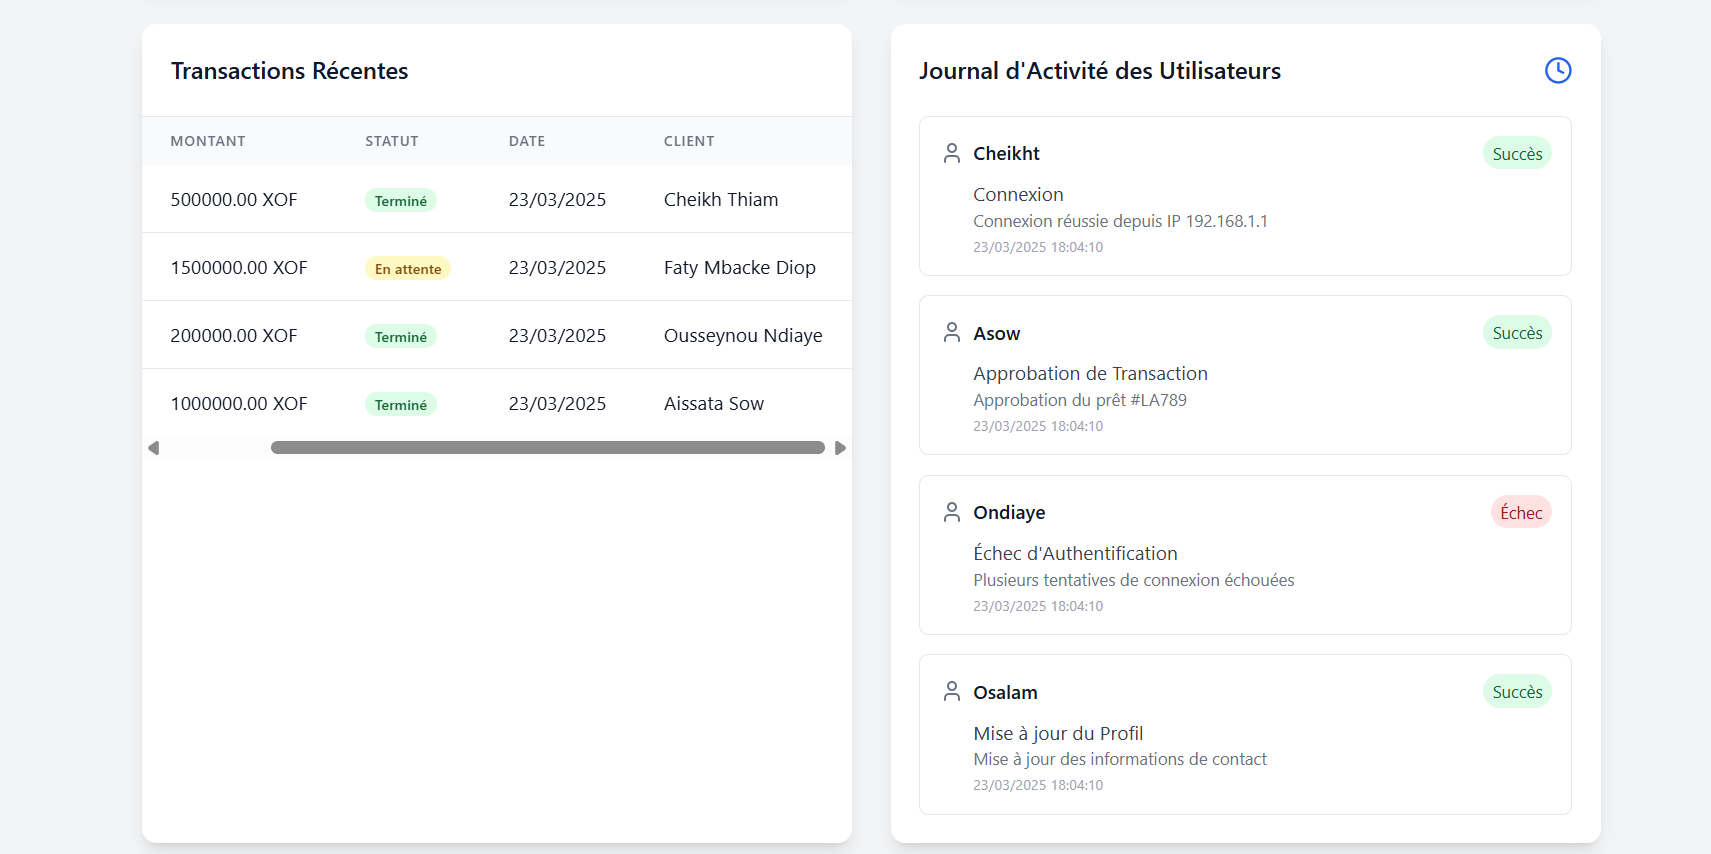 Transactions Récentes
MONTANT STATUT DATE CLIENT
500000.00 XOF Terminé 23/03/2025 Cheikh Thiam
1500000.00 XOF En attente 23/03/2025 Faty Mbacke Diop
200000.00 XOF Terminé 23/03/2025 Ousseynou Ndiaye
1000000.00 XOF Terminé 23/03/2025 Aissata Sow
Journal d'Activité des Utilisateurs
Cheikht Succès
Connexion
Connexion réussie depuis IP 192.168.1.1
23/03/2025 18:04:10
Asow Succès
Approbation de Transaction
Approbation du prêt #LA789
23/03/2025 18:04:10
Ondiaye Échec
Échec d'Authentification
Plusieurs tentatives de connexion échouées
23/03/2025 18:04:10
Osalam Succès
Mise à jour du Profil
Mise à jour des informations de contact
23/03/2025 18:04:10